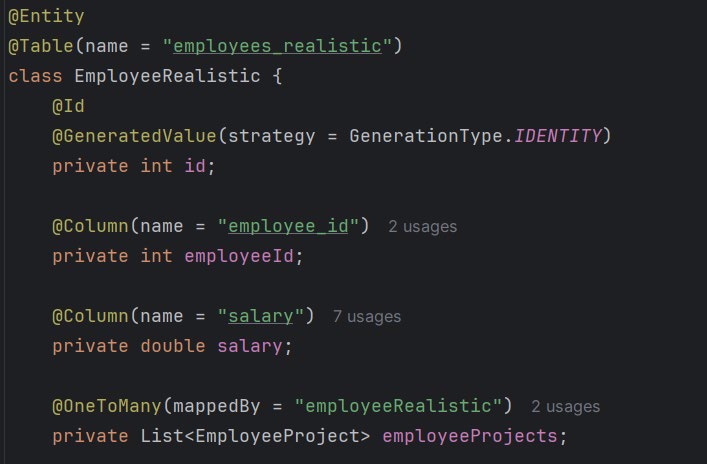 @Entity
@Table(name = "employees_realistic")
class EmployeeRealistic {
@Id
@GeneratedValue(strategy = GenerationType.IDENTITY)
private int id;
@Column(name = "employee_id") 2 usages
private int employeeId;
@Column(name = "salary") 7 usages
private double salary;
@OneToMany(mappedBy = "employeeRealistic") 2 usages
private List<EmployeeProject> employeeProjects;